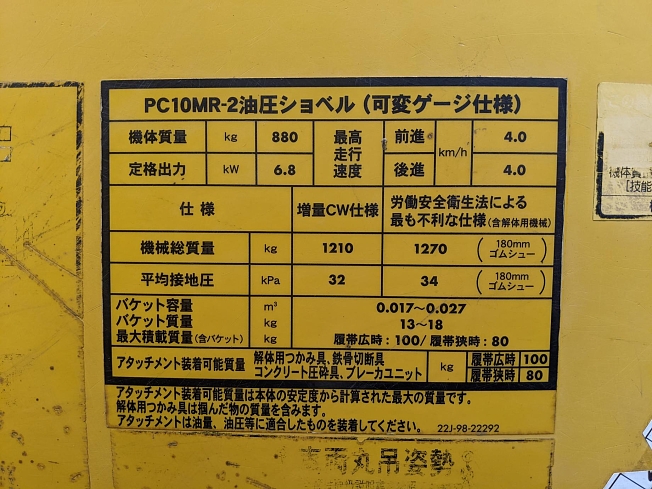 PC10MR-2油圧ショベル (可変ゲージ仕様)
機体質量 kg 880 最高走行速度 前進 km/h 4.0
定格出力 kW 6.8 後進 4.0
仕様 増量CW仕様 労働安全衛生法による
最も不利な仕様(含解体用機械)
機械総質量 kg 1210 1270 (180mm ゴムシュー)
平均接地圧 kPa 32 34 (180mm ゴムシュー)
バケット容量 m³ 0.017〜0.027
バケット質量 kg 13〜18
最大積載質量(含バケット) kg 履帯広時:100/ 履帯狭時:80
アタッチメント装着可能質量 解体用つかみ具、鉄骨切断具 kg 履帯広時 100
コンクリート圧砕具、ブレーカユニット 履帯狭時 80
アタッチメント装着可能質量は本体の安定度から計算された最大の質量です。
解体用つかみ具は掴んだ物の質量を含みます。
アタッチメントは油量、油圧等に適合したものを装着してください。 22J-98-22292
車両丸吊姿勢
機体質
[技能